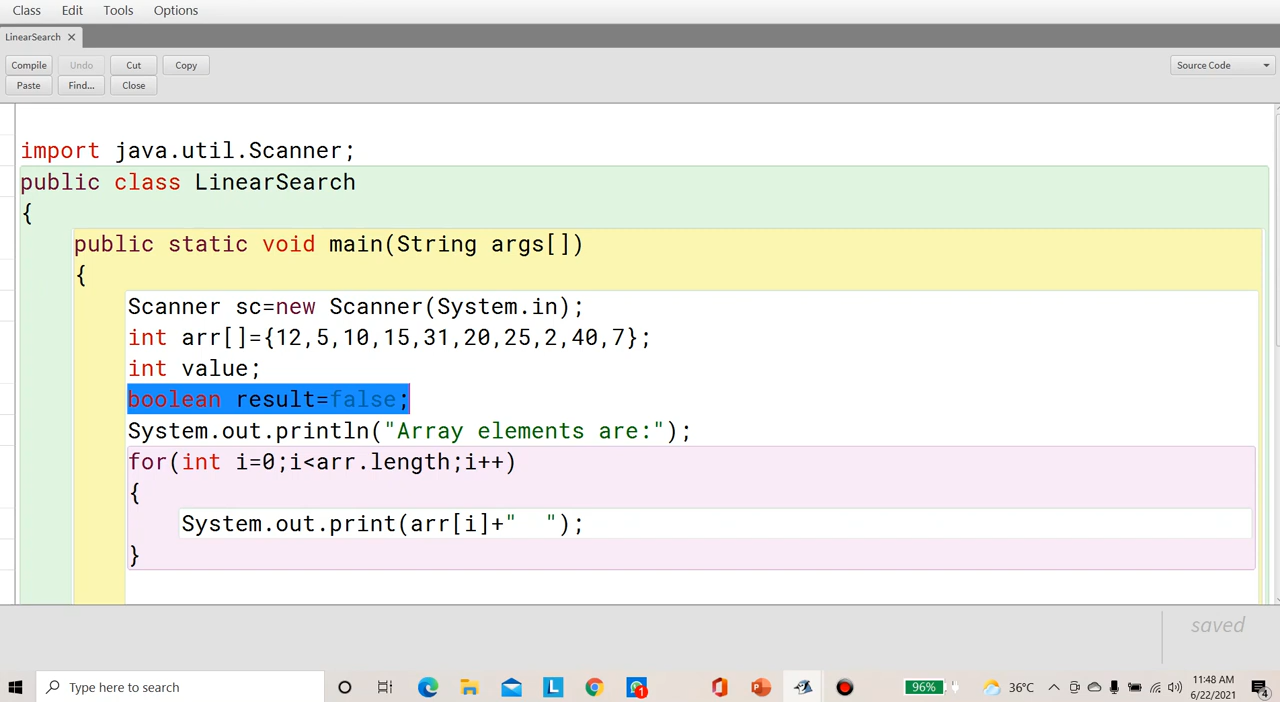 Class Edit Tools Options
LinearSearch ×
Compile Undo Cut Copy Source Code
Paste Find... Close
import java.util.Scanner;
public class LinearSearch
{
public static void main(String args[])
{
Scanner sc=new Scanner(System.in);
int arr[]={12,5,10,15,31,20,25,2,40,7};
int value;
boolean result=false;
System.out.println("Array elements are:");
for(int i=0;i<arr.length;i++)
{
System.out.print(arr[i]+"  ");
}
saved
Type here to search L 1 96% 36°C 11:48 AM
6/22/2021 4